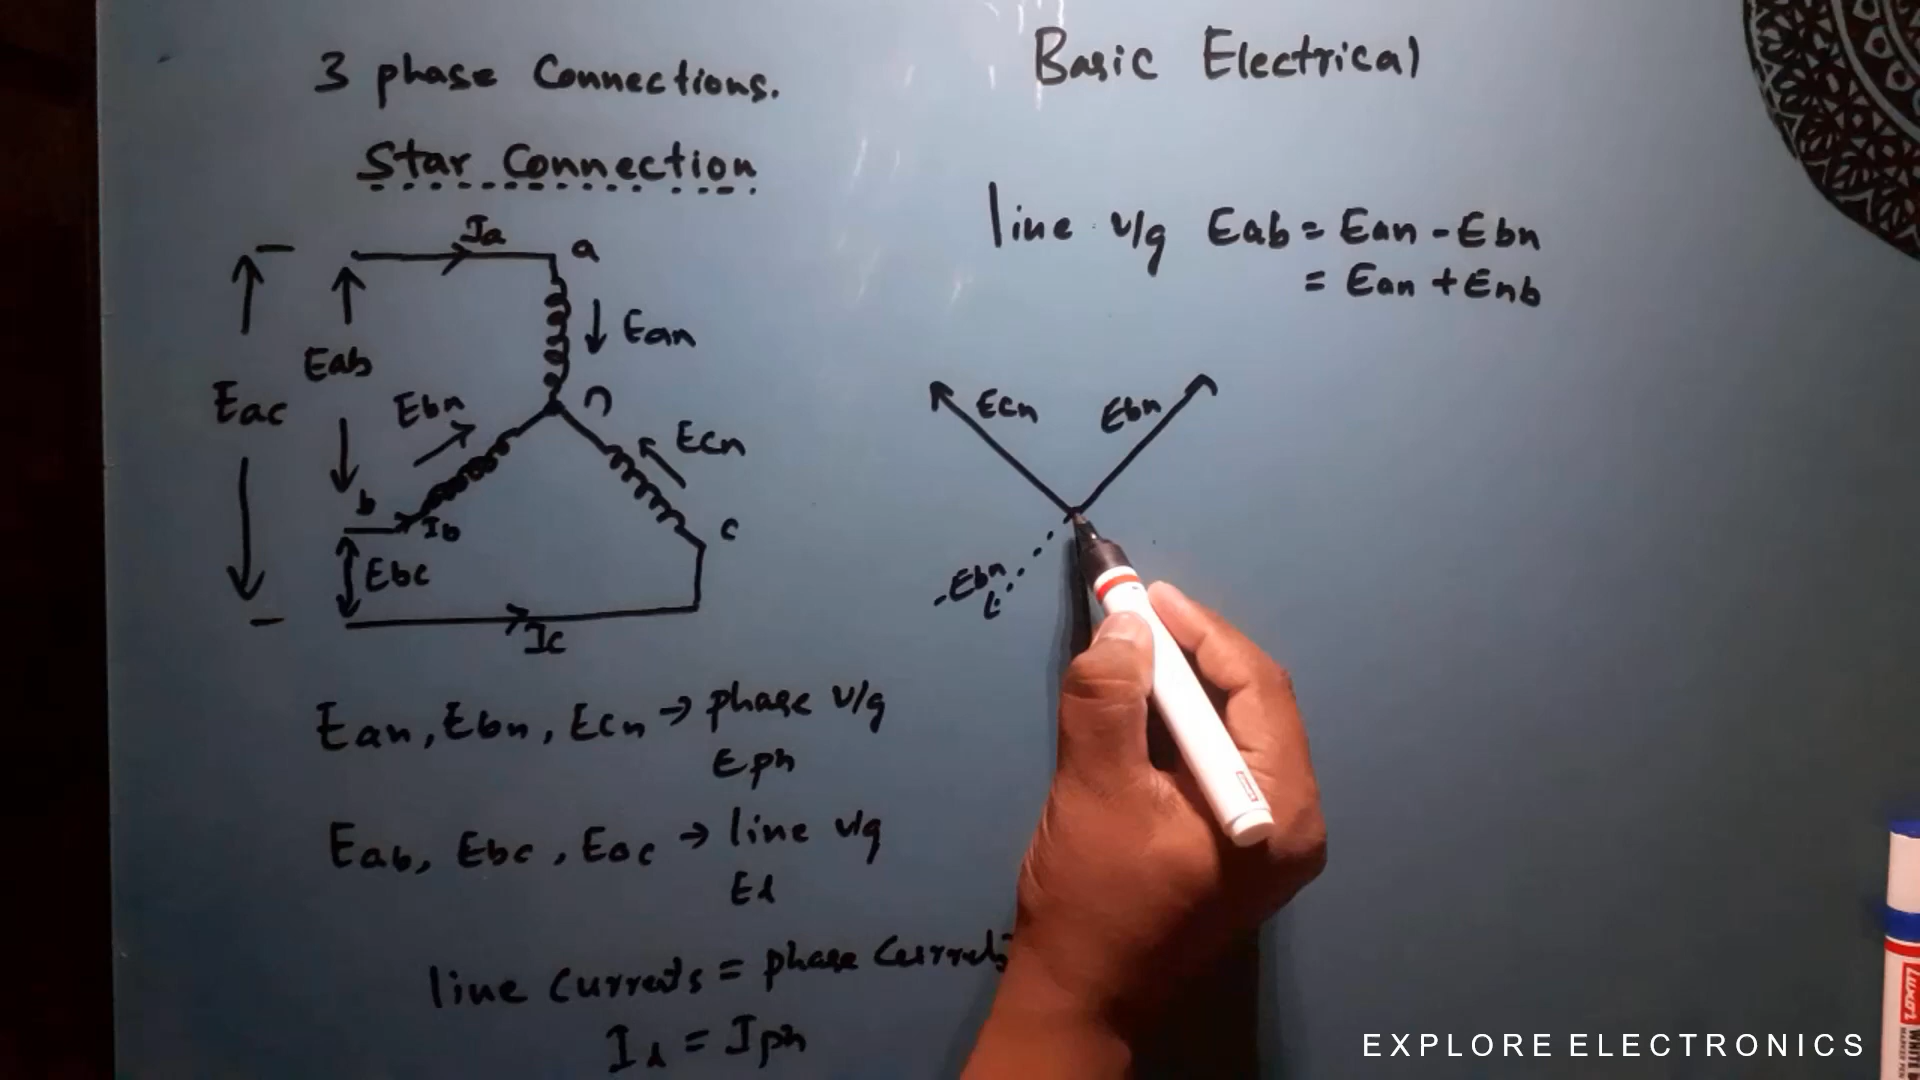 3 phase Connections.
Basic Electrical
Star Connection
Ia
a
Ean
Eab
Eac
Ebn
n
Ecn
b
Ib
c
Ebc
Ic
Ean, Ebn, Ecn → phase v/g
Eph
Eab, Ebc, Eac → line v/g
El
line currents = phase currents
Il = Iph
line v/g Eab = Ean - Ebn
= Ean + Enb
Ecn
Ebn
-Ebn
EXPLORE ELECTRONICS
Luxor